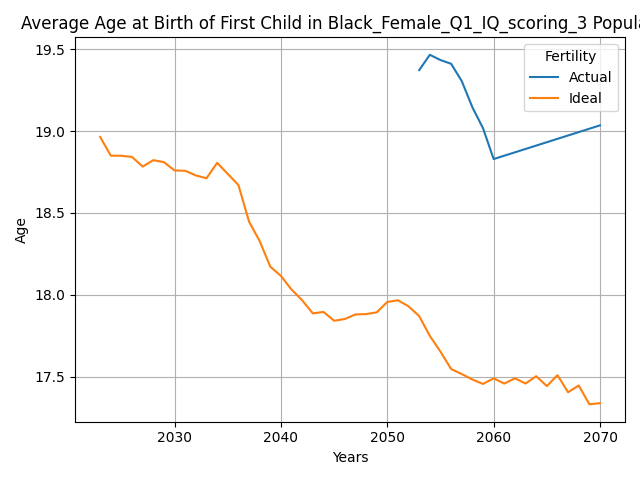 Average Age at Birth of First Child in Black_Female_Q1_IQ_scoring_3 Popula
19.5
19.0
18.5
18.0
17.5
Age
Fertility
Actual
Ideal
2030 2040 2050 2060 2070
Years